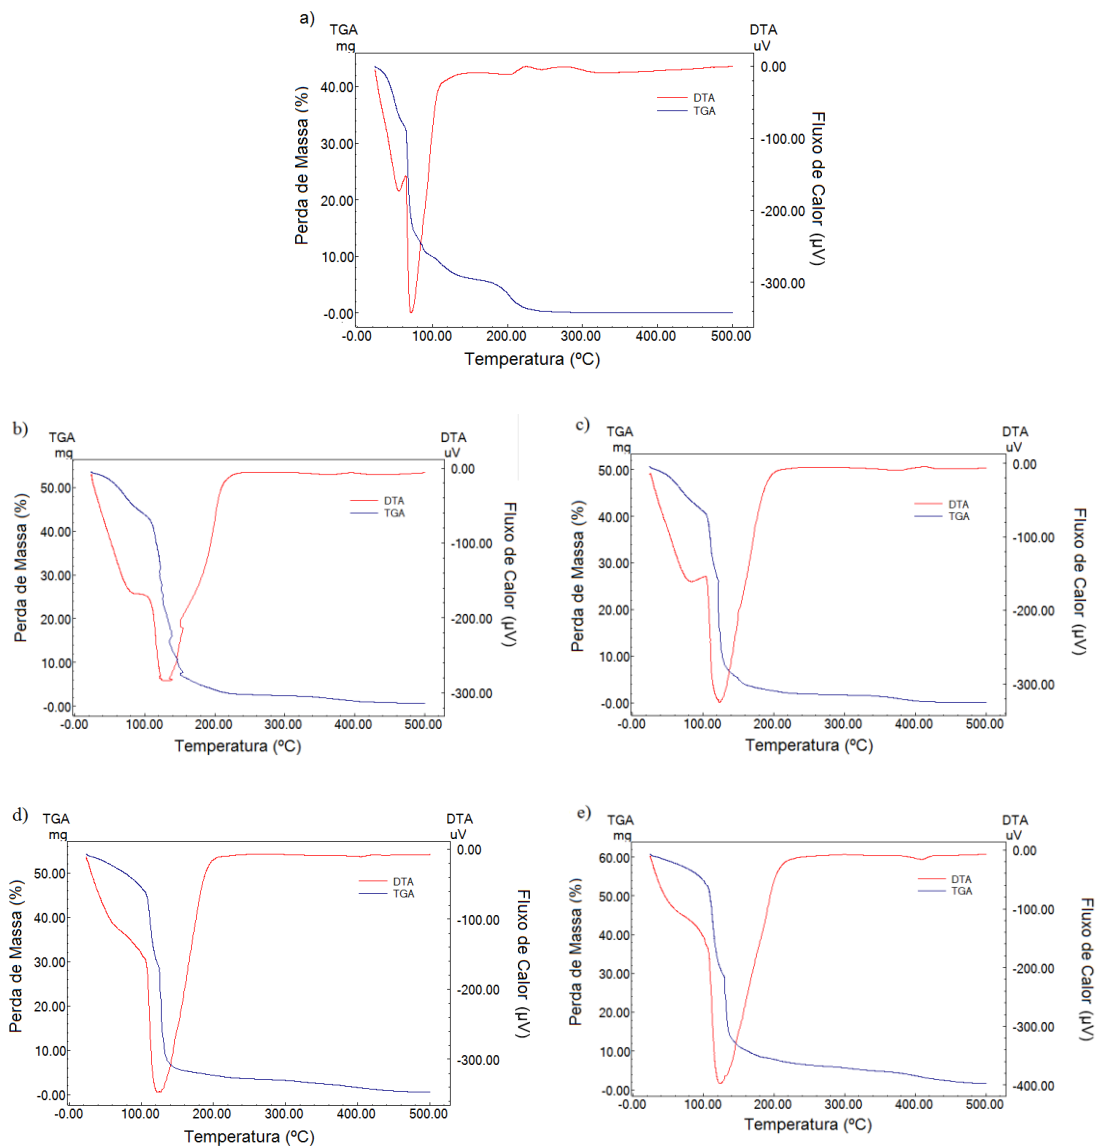 a)
TGA
mg
DTA
uV
40.00
30.00
20.00
10.00
-0.00
Perda de Massa (%)
DTA
TGA
0.00
-100.00
-200.00
-300.00
Fluxo de Calor (µV)
-0.00 100.00 200.00 300.00 400.00 500.00
Temperatura (ºC)
b)
TGA
mg
DTA
uV
50.00
40.00
30.00
20.00
10.00
-0.00
Perda de Massa (%)
DTA
TGA
0.00
-100.00
-200.00
-300.00
Fluxo de Calor (µV)
-0.00 100.00 200.00 300.00 400.00 500.00
Temperatura (ºC)
c)
TGA
mg
DTA
uV
50.00
40.00
30.00
20.00
10.00
-0.00
Perda de Massa (%)
DTA
TGA
0.00
-100.00
-200.00
-300.00
Fluxo de Calor (µV)
-0.00 100.00 200.00 300.00 400.00 500.00
Temperatura (ºC)
d)
TGA
mg
DTA
uV
50.00
40.00
30.00
20.00
10.00
-0.00
Perda de Massa (%)
DTA
TGA
0.00
-100.00
-200.00
-300.00
Fluxo de Calor (µV)
-0.00 100.00 200.00 300.00 400.00 500.00
Temperatura (ºC)
e)
TGA
mg
DTA
uV
60.00
50.00
40.00
30.00
20.00
10.00
-0.00
Perda de Massa (%)
DTA
TGA
0.00
-100.00
-200.00
-300.00
-400.00
Fluxo de Calor (µV)
-0.00 100.00 200.00 300.00 400.00 500.00
Temperatura (ºC)